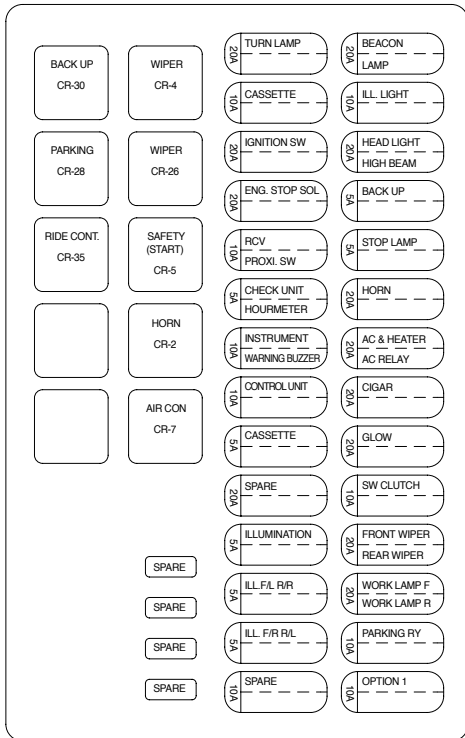 BACK UP
CR-30
WIPER
CR-4
PARKING
CR-28
WIPER
CR-26
RIDE CONT.
CR-35
SAFETY
(START)
CR-5
HORN
CR-2
AIR CON
CR-7
SPARE
SPARE
SPARE
SPARE
20A
TURN LAMP
10A
CASSETTE
20A
IGNITION SW
20A
ENG. STOP SOL
10A
RCV
PROXI. SW
5A
CHECK UNIT
HOURMETER
10A
INSTRUMENT
WARNING BUZZER
10A
CONTROL UNIT
5A
CASSETTE
20A
SPARE
5A
ILLUMINATION
5A
ILL.F/L R/R
5A
ILL. F/R R/L
10A
SPARE
20A
BEACON
LAMP
10A
ILL. LIGHT
20A
HEAD LIGHT
HIGH BEAM
5A
BACK UP
5A
STOP LAMP
20A
HORN
20A
AC & HEATER
AC RELAY
20A
CIGAR
20A
GLOW
10A
SW CLUTCH
20A
FRONT WIPER
REAR WIPER
20A
WORK LAMP F
WORK LAMP R
10A
PARKING RY
10A
OPTION 1